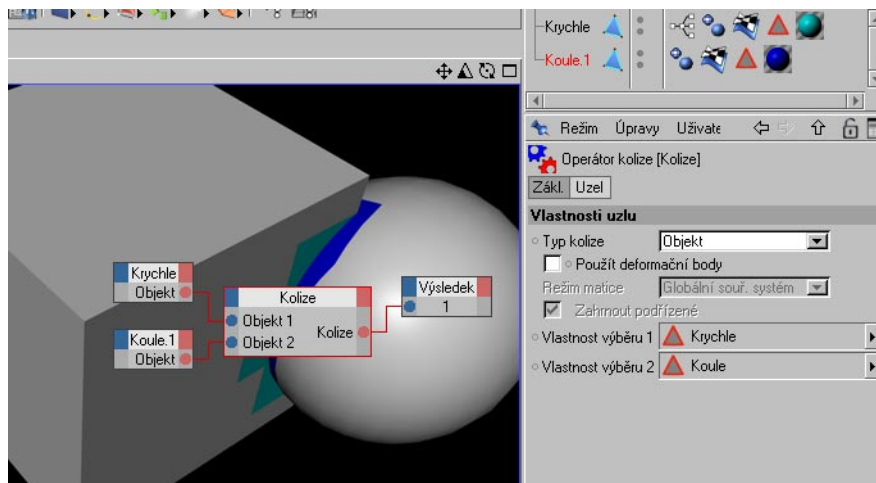 Krychle
Koule.1
Režim Úpravy Uživate
Operátor kolize [Kolize]
Zákl. Uzel
Vlastnosti uzlu
Typ kolize Objekt
Použít deformační body
Režim matice Globální souř. systém
Zahrnout podřízené
Vlastnost výběru 1 Krychle
Vlastnost výběru 2 Koule
Krychle
Objekt
Koule.1
Objekt
Kolize
Objekt 1
Objekt 2
Kolize
Výsledek
1